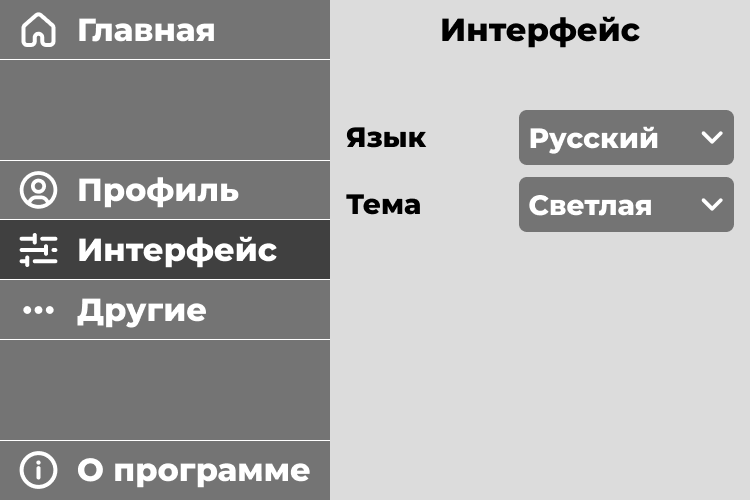 Главная
Профиль
Интерфейс
Другие
О программе
Интерфейс
Язык
Русский
Тема
Светлая